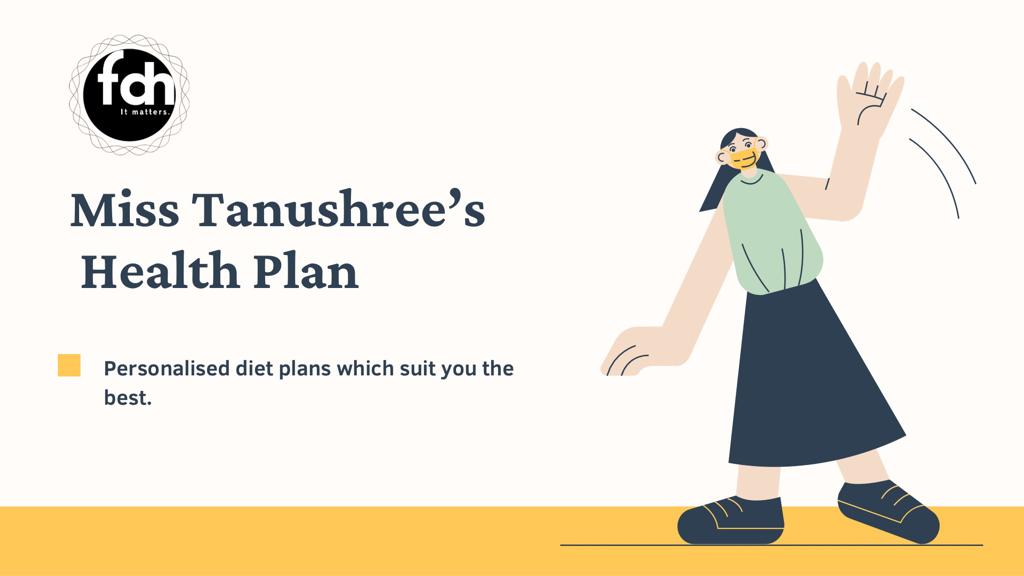 fdh
It matters.
Miss Tanushree’s
Health Plan
Personalised diet plans which suit you the
best.